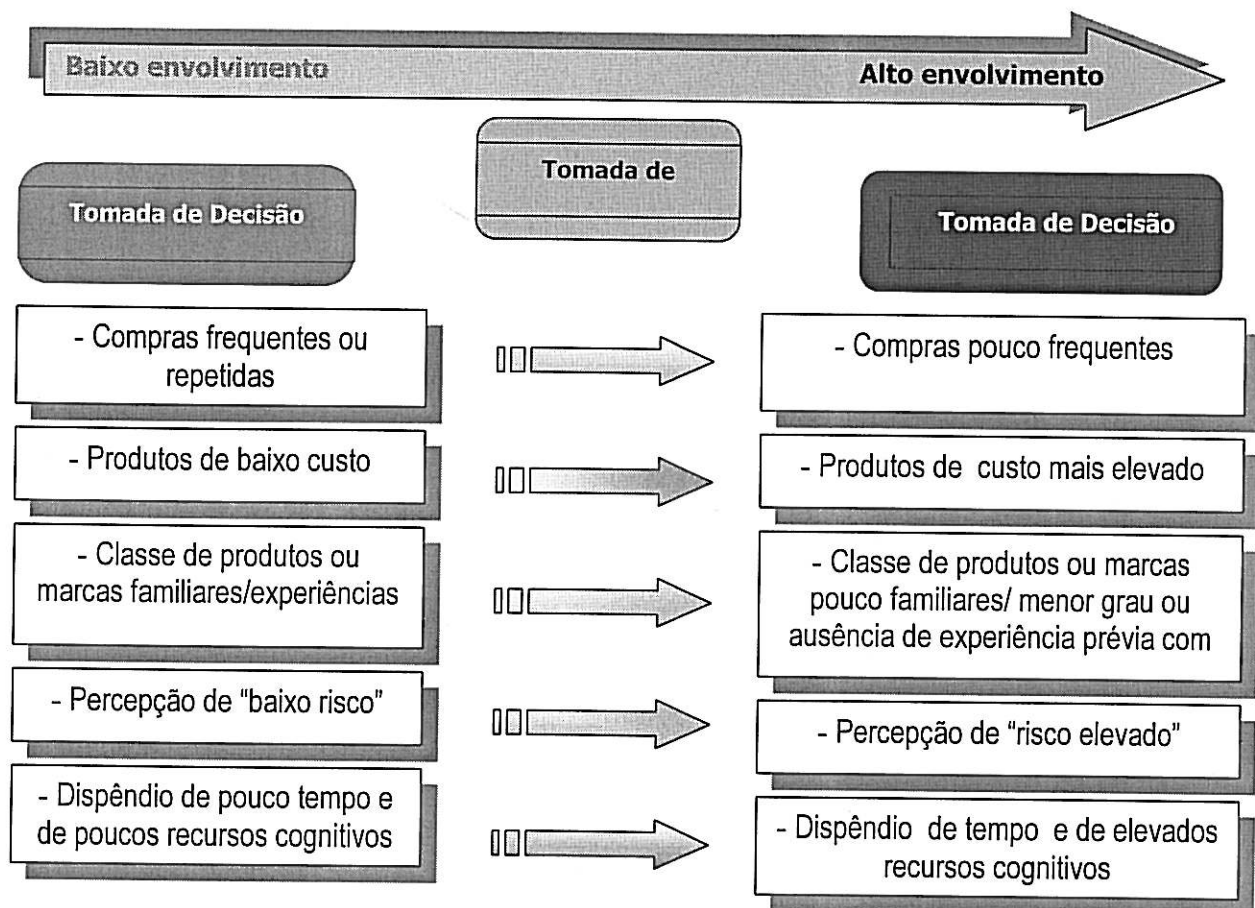 Baixo envolvimento
Alto envolvimento
Tomada de
Tomada de Decisão
Tomada de Decisão
- Compras frequentes ou
repetidas
- Compras pouco frequentes
- Produtos de baixo custo
- Produtos de custo mais elevado
- Classe de produtos ou
marcas familiares/experiências
- Classe de produtos ou marcas
pouco familiares/ menor grau ou
ausência de experiência prévia com
- Percepção de “baixo risco”
- Percepção de “risco elevado”
- Dispêndio de pouco tempo e
de poucos recursos cognitivos
- Dispêndio de tempo e de elevados
recursos cognitivos